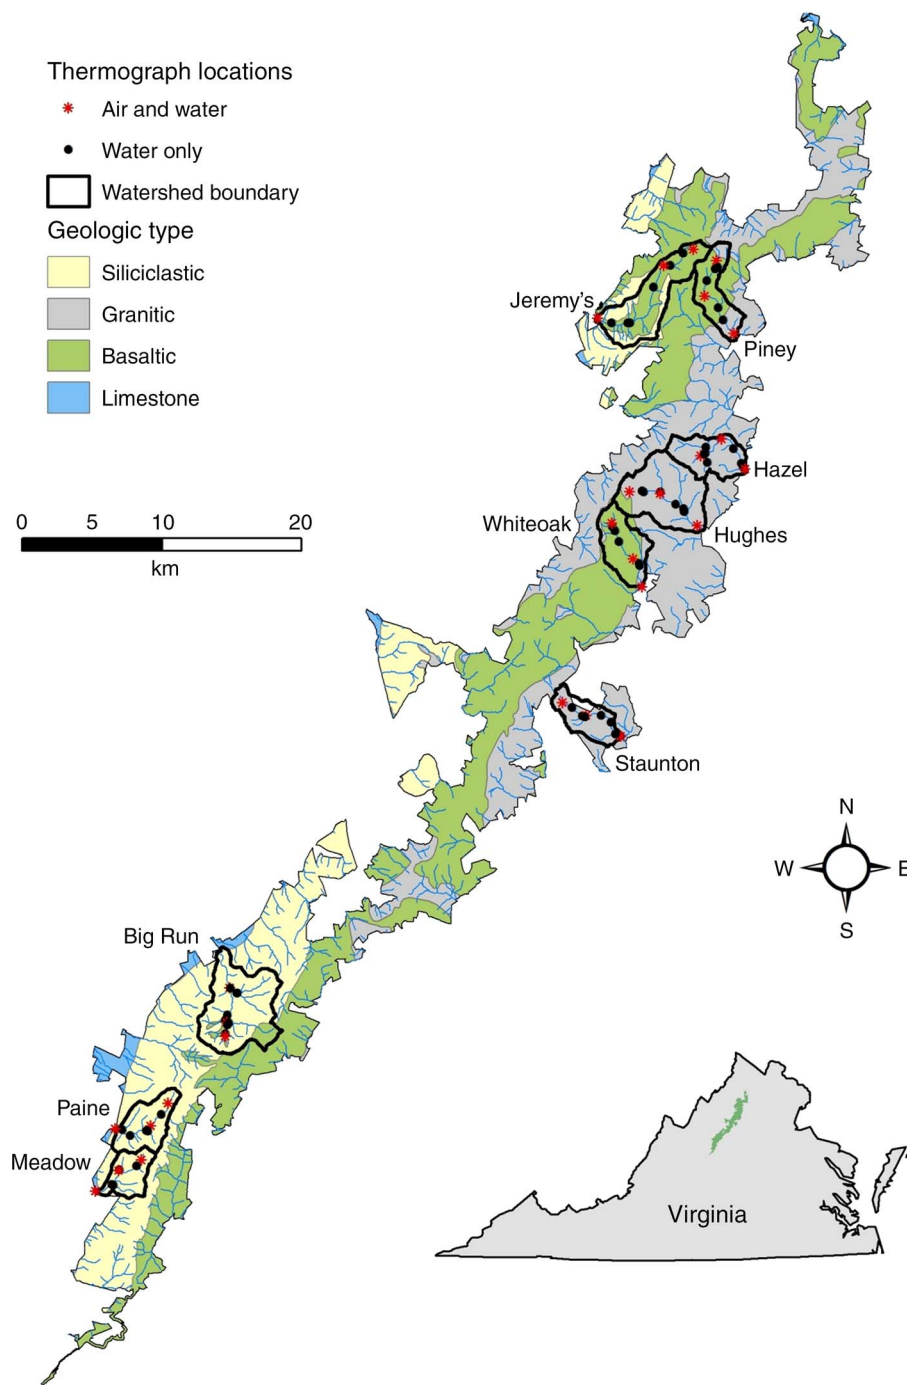 Thermograph locations
Air and water
Water only
Watershed boundary
Geologic type
Siliciclastic
Granitic
Basaltic
Limestone
0 5 10 20
km
Jeremy's
Piney
Hazel
Whiteoak
Hughes
Staunton
N
W E
S
Big Run
Paine
Meadow
Virginia